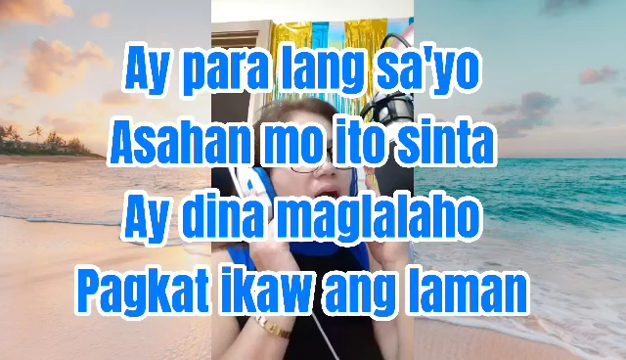 Ay para lang sa'yo
Asahan mo ito sinta
Ay dina maglalaho
Pagkat ikaw ang laman